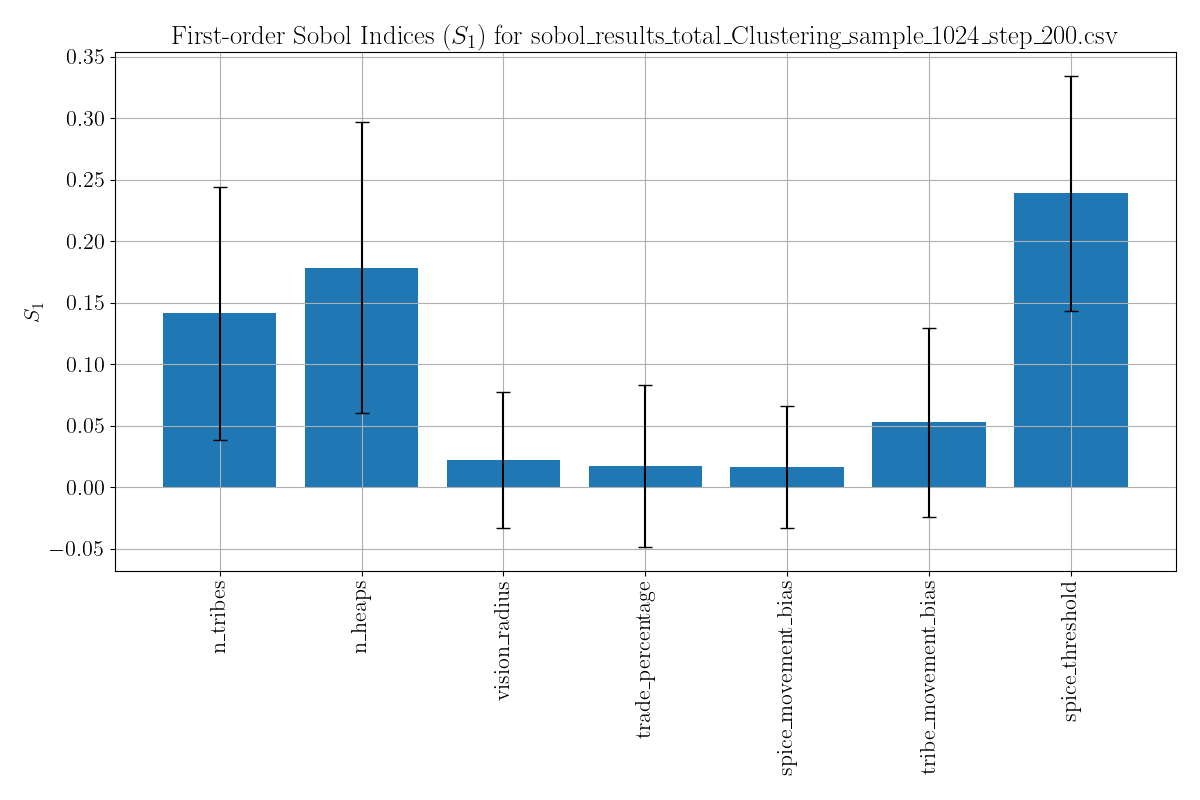 First-order Sobol Indices (S1) for sobol_results_total_Clustering_sample_1024_step_200.csv
0.35
0.30
0.25
0.20
0.15
0.10
0.05
0.00
−0.05
S1
n_tribes
n_heaps
vision_radius
trade_percentage
spice_movement_bias
tribe_movement_bias
spice_threshold